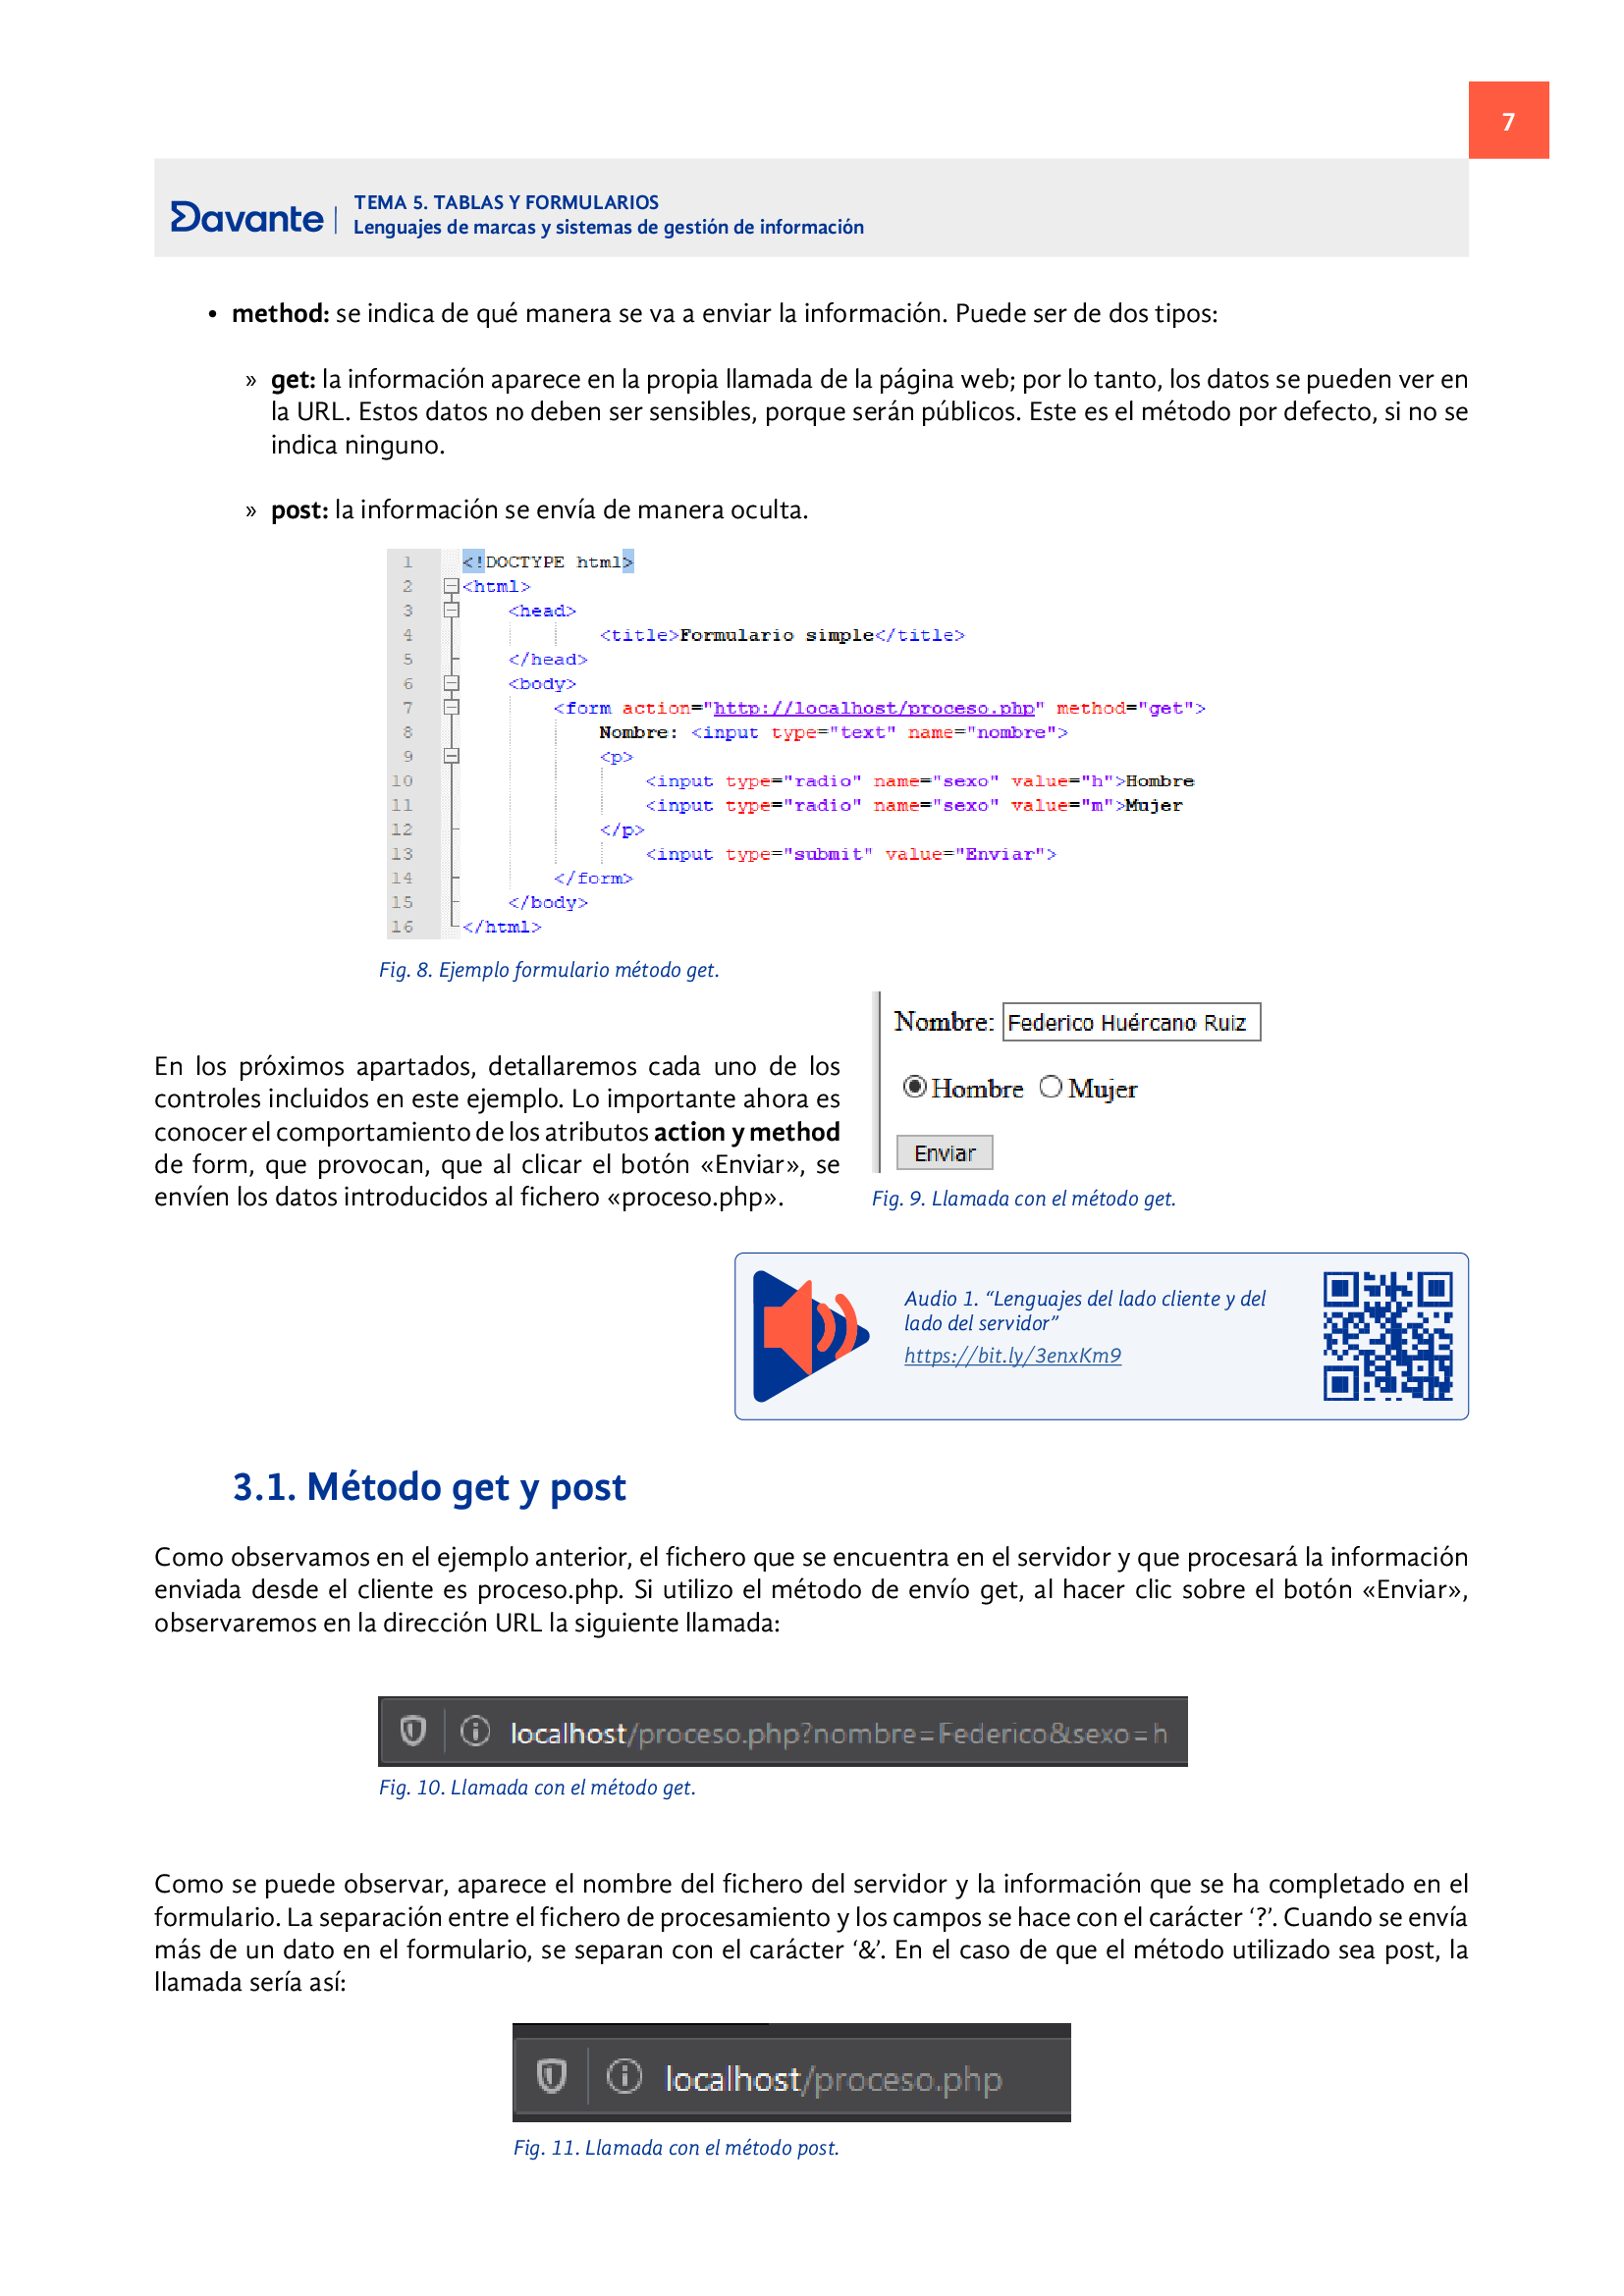 7
Davante
TEMA 5. TABLAS Y FORMULARIOS
Lenguajes de marcas y sistemas de gestión de información
• method: se indica de qué manera se va a enviar la información. Puede ser de dos tipos:
» get: la información aparece en la propia llamada de la página web; por lo tanto, los datos se pueden ver en
la URL. Estos datos no deben ser sensibles, porque serán públicos. Este es el método por defecto, si no se
indica ninguno.
» post: la información se envía de manera oculta.
1 <!DOCTYPE html>
2 <html>
3 <head>
4 <title>Formulario simple</title>
5 </head>
6 <body>
7 <form action="http://localhost/proceso.php" method="get">
8 Nombre: <input type="text" name="nombre">
9 <p>
10 <input type="radio" name="sexo" value="h">Hombre
11 <input type="radio" name="sexo" value="m">Mujer
12 </p>
13 <input type="submit" value="Enviar">
14 </form>
15 </body>
16 </html>
Fig. 8. Ejemplo formulario método get.
En los próximos apartados, detallaremos cada uno de los
controles incluidos en este ejemplo. Lo importante ahora es
conocer el comportamiento de los atributos action y method
de form, que provocan, que al clicar el botón «Enviar», se
envíen los datos introducidos al fichero «proceso.php».
Nombre: Federico Huércano Ruiz
Hombre Mujer
Enviar
Fig. 9. Llamada con el método get.
Audio 1. “Lenguajes del lado cliente y del
lado del servidor”
https://bit.ly/3enxKm9
3.1. Método get y post
Como observamos en el ejemplo anterior, el fichero que se encuentra en el servidor y que procesará la información
enviada desde el cliente es proceso.php. Si utilizo el método de envío get, al hacer clic sobre el botón «Enviar»,
observaremos en la dirección URL la siguiente llamada:
localhost/proceso.php?nombre=Federico&sexo=h
Fig. 10. Llamada con el método get.
Como se puede observar, aparece el nombre del fichero del servidor y la información que se ha completado en el
formulario. La separación entre el fichero de procesamiento y los campos se hace con el carácter ‘?’. Cuando se envía
más de un dato en el formulario, se separan con el carácter ‘&’. En el caso de que el método utilizado sea post, la
llamada sería así:
localhost/proceso.php
Fig. 11. Llamada con el método post.